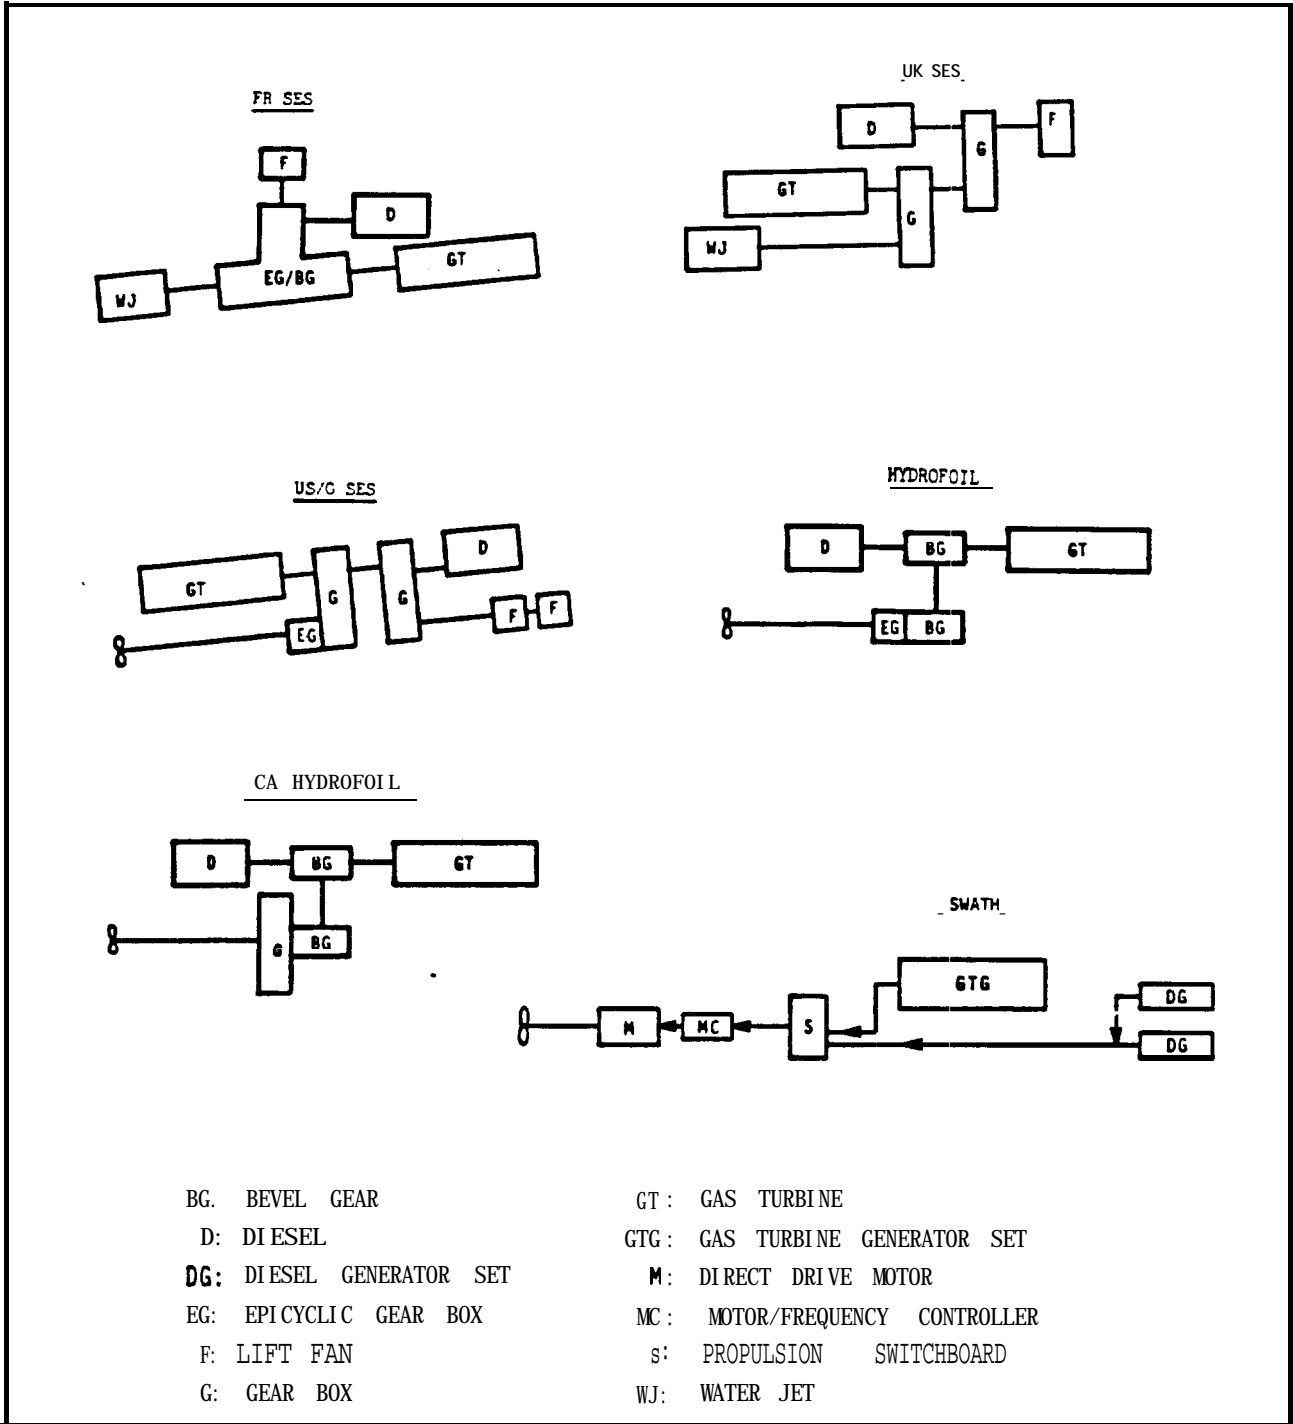 FR SES
F
D
GT
EG/BG
WJ
UK SES
D
F
G
GT
G
WJ
US/G SES
D
GT
G
G
F
F
EG
HYDROFOIL
D
BG
GT
EG
BG
CA HYDROFOIL
D
BG
GT
G
BG
SWATH
GTG
DG
M
MC
S
DG
BG. BEVEL GEAR
D: DIESEL
DG: DIESEL GENERATOR SET
EG: EPICYCLIC GEAR BOX
F: LIFT FAN
G: GEAR BOX
GT: GAS TURBINE
GTG: GAS TURBINE GENERATOR SET
M: DIRECT DRIVE MOTOR
MC: MOTOR/FREQUENCY CONTROLLER
s: PROPULSION SWITCHBOARD
WJ: WATER JET